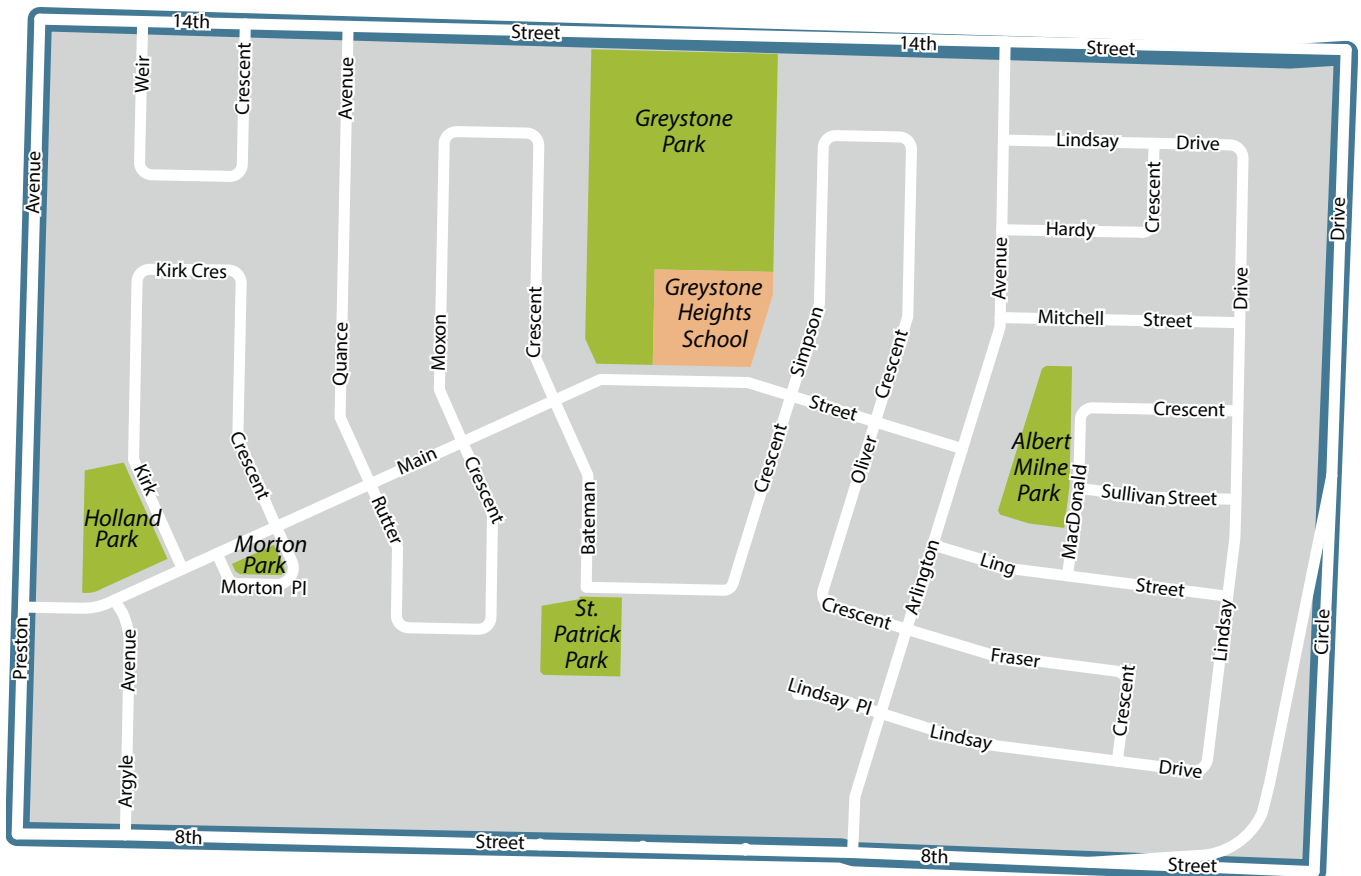 14th
Street
14th
Street
Weir
Crescent
Avenue
Avenue
Greystone
Park
Lindsay
Drive
Crescent
Hardy
Drive
Avenue
Kirk Cres
Drive
Greystone
Heights
School
Mitchell
Street
Quance
Moxon
Crescent
Simpson
Crescent
Street
Crescent
Main
Crescent
Kirk
Crescent
Crescent
Oliver
Albert
Milne
Park
MacDonald
Sullivan Street
Holland
Park
Rutter
Bateman
Morton
Park
Morton Pl
Arlington
Ling
Street
St.
Patrick
Park
Crescent
Fraser
Crescent
Lindsay
Circle
Preston
Avenue
Lindsay Pl
Lindsay
Drive
Argyle
8th
Street
8th
Street